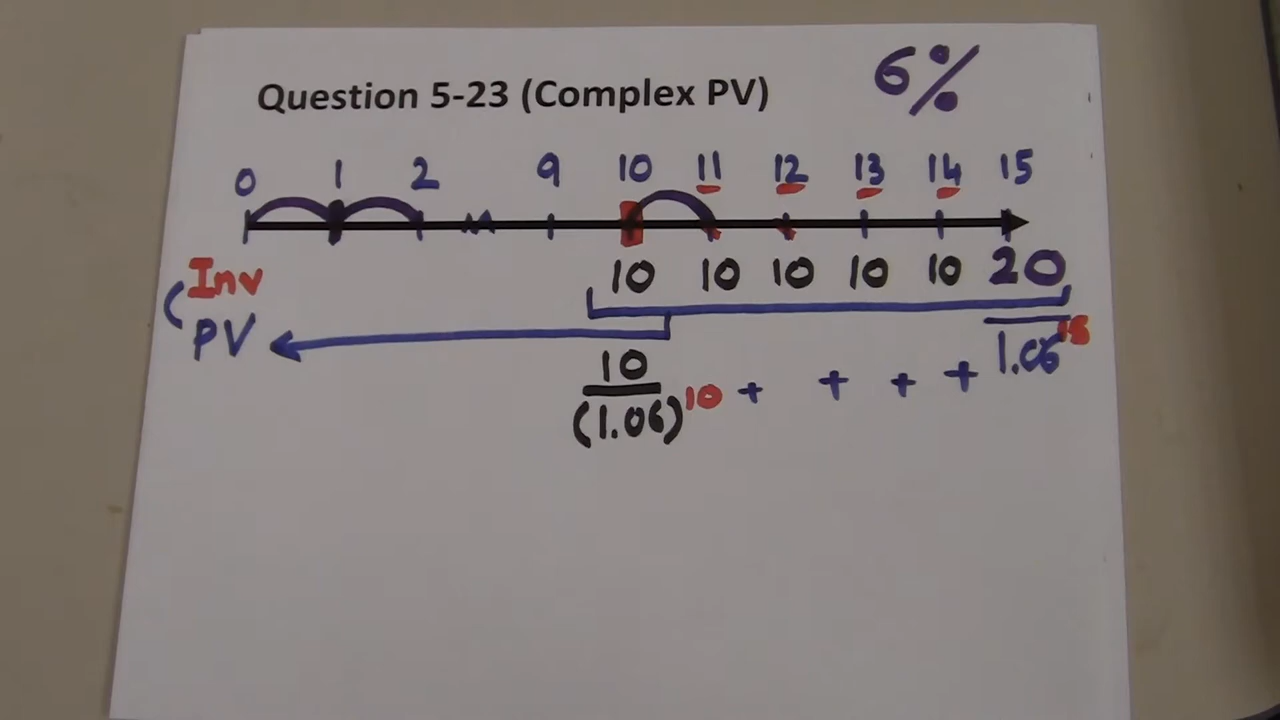 6%
Question 5-23 (Complex PV)
0 1 2 9 10 11 12 13 14 15
Inv 10 10 10 10 10 20
PV
10 1.06 15
(1.06) 10 + + + +